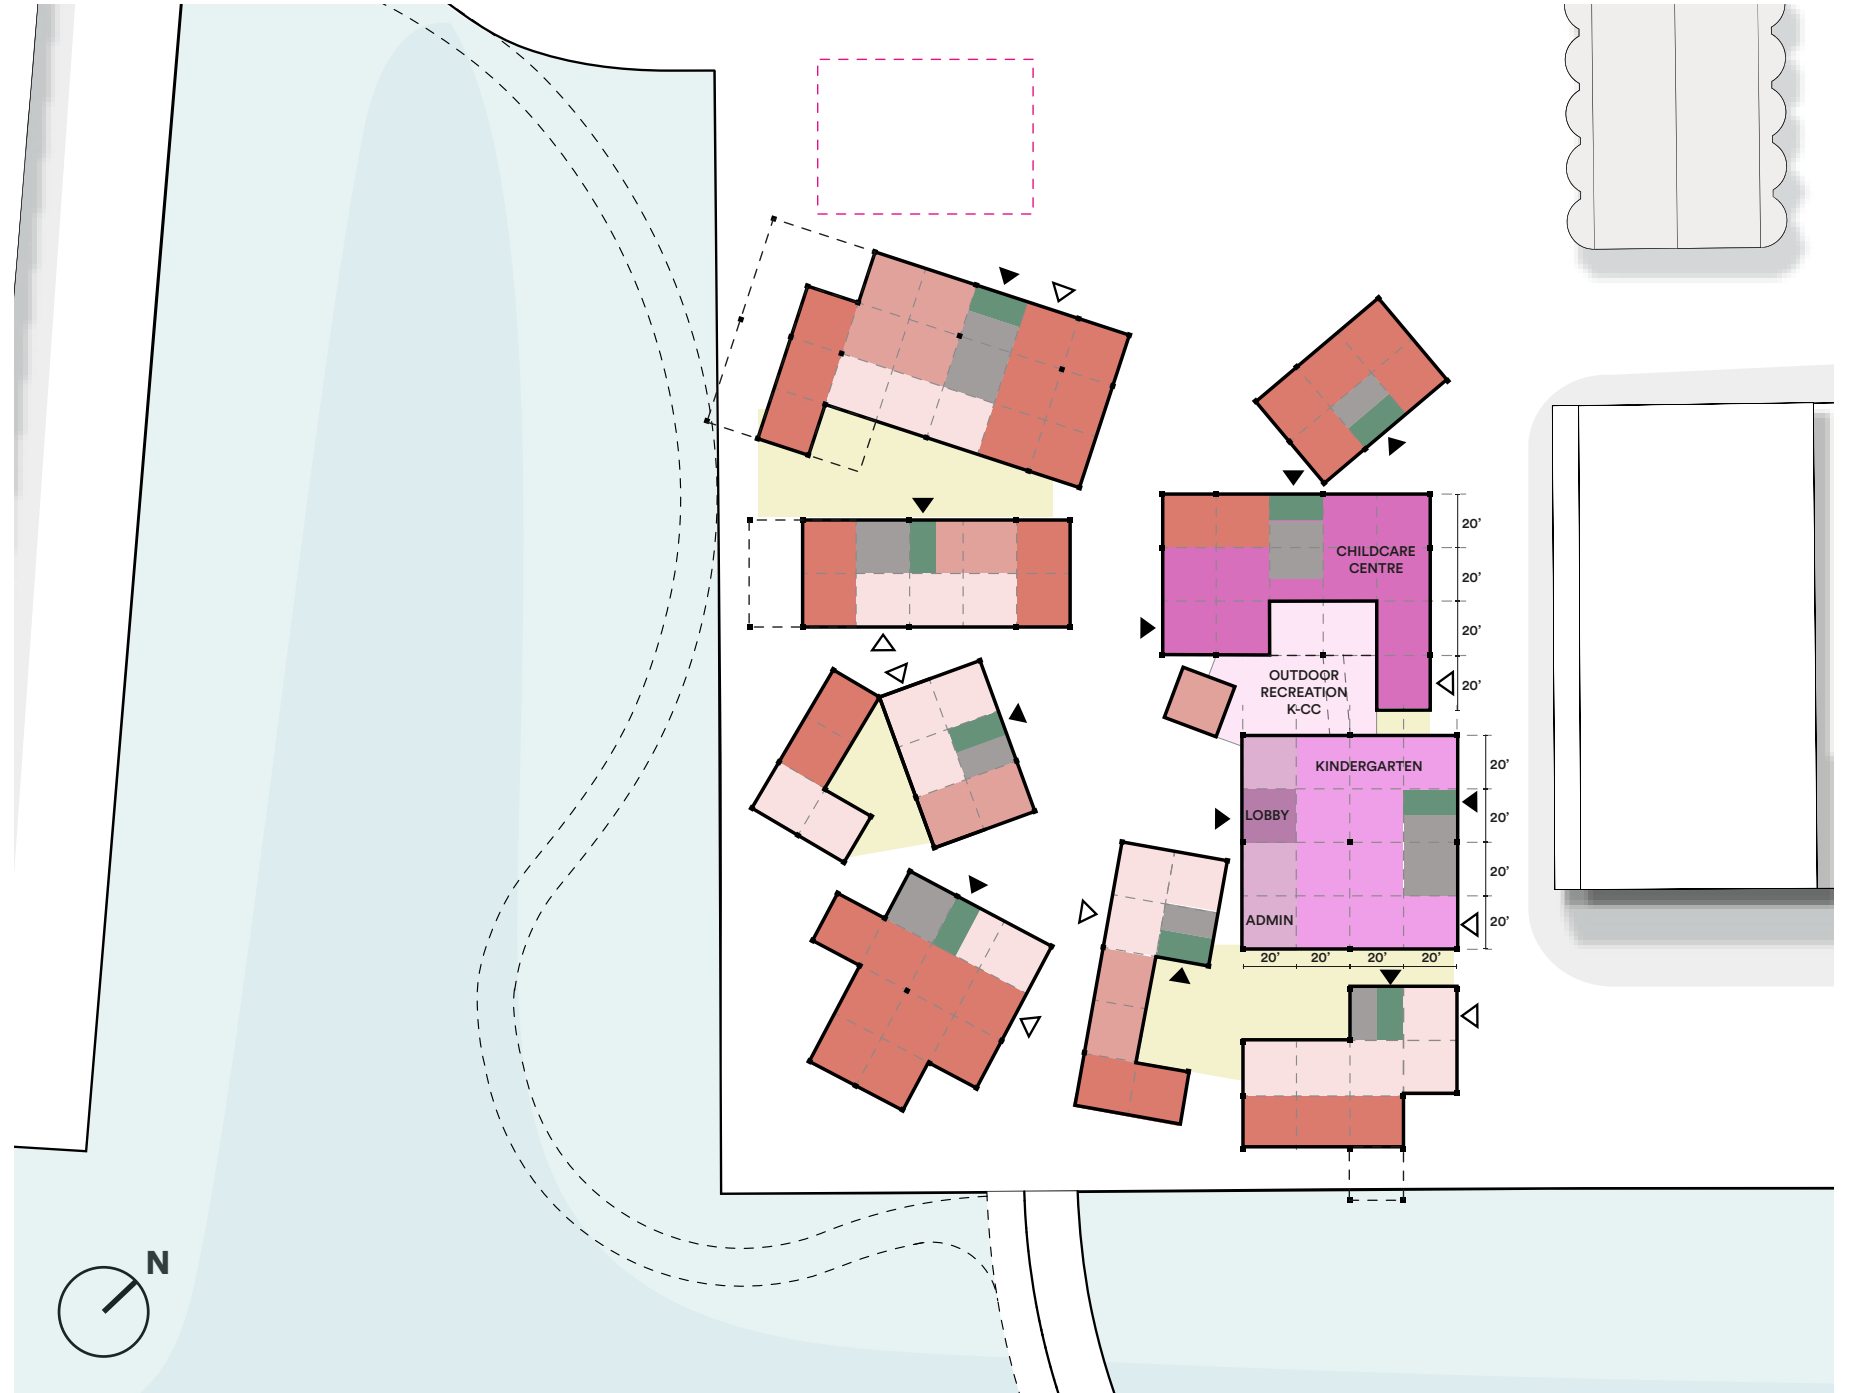 CHILDCARE
CENTRE
20’
20’
20’
20’
OUTDOOR
RECREATION
K-CC
KINDERGARTEN
20’
LOBBY
20’
20’
ADMIN
20’
20’ 20’ 20’ 20’
N